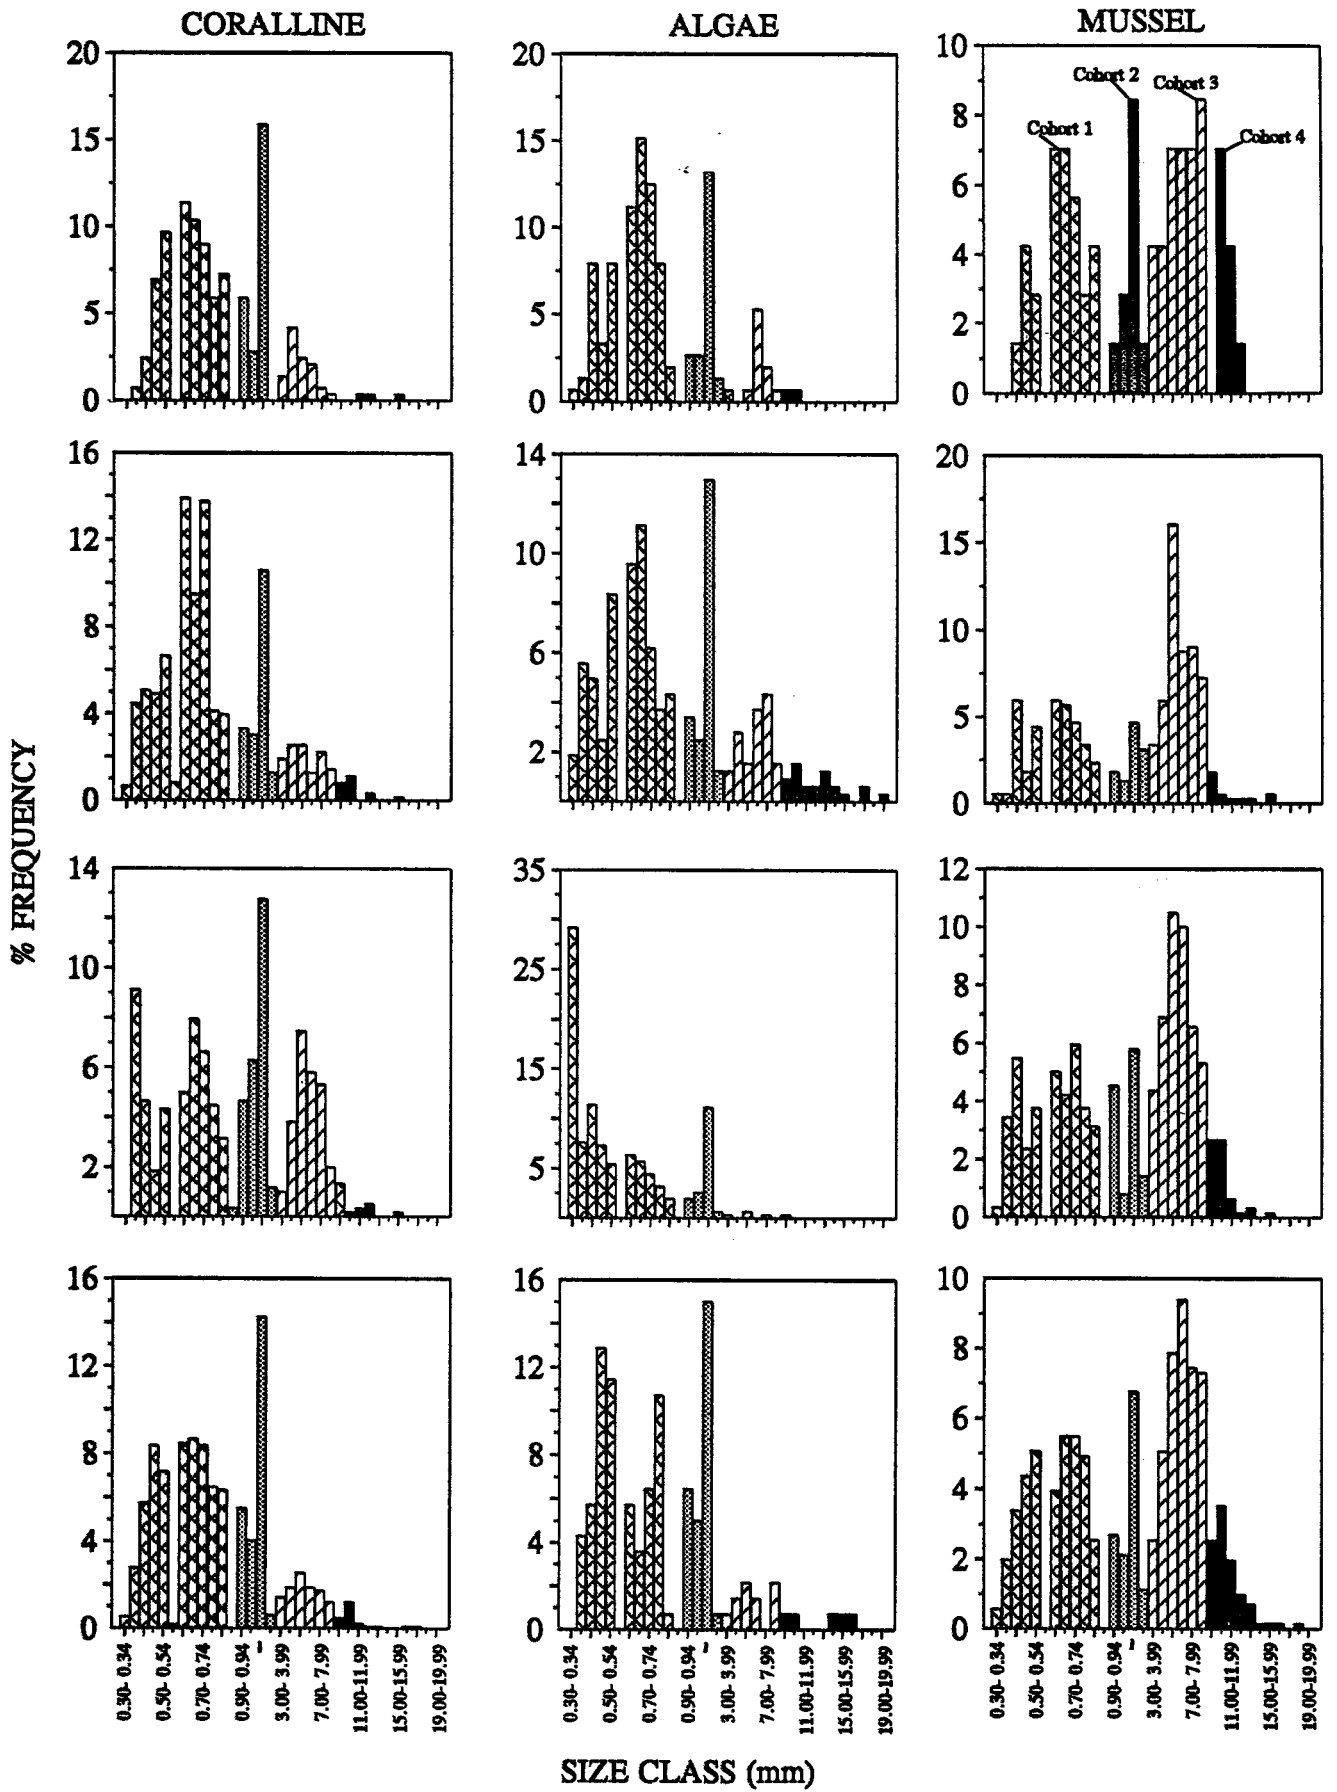 CORALLINE ALGAE MUSSEL
20 20 10
Cohort 2 Cohort 3
15 15 8
Cohort 1 Cohort 4
6
10 10
4
5 5
2
0 0 0
16 14 20
12 15
10
8 10
6
4 5
2
0 0
14 35 12
10 25 10
8
6 15 6
4
2 5 2
0
16 16 10
12 12 8
6
8 8
4
4 4
2
0 0 0
% FREQUENCY
0.30- 0.34 0.50- 0.54 0.70- 0.74 0.90- 0.94 - 3.00- 3.99 7.00- 7.99 11.00-11.99 15.00-15.99 19.00-19.99
0.30- 0.34 0.50- 0.54 0.70- 0.74 0.90- 0.94 - 3.00- 3.99 7.00- 7.99 11.00-11.99 15.00-15.99 19.00-19.99
0.30- 0.34 0.50- 0.54 0.70- 0.74 0.90- 0.94 - 3.00- 3.99 7.00- 7.99 11.00-11.99 15.00-15.99 19.00-19.99
SIZE CLASS (mm)